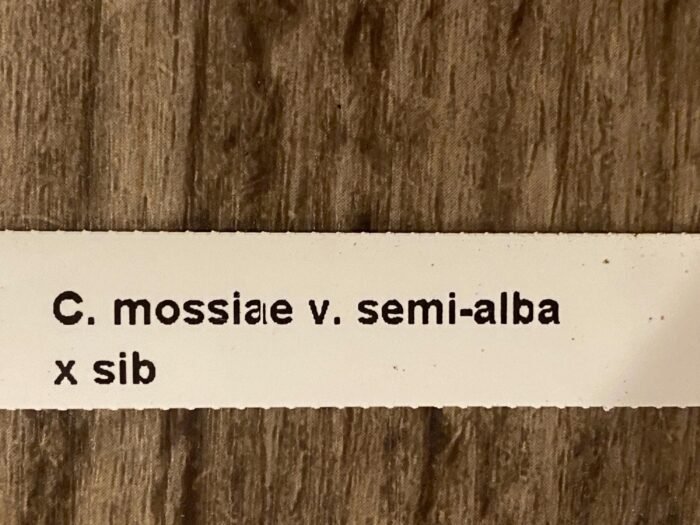 C. mossiae v. semi-alba
x sib